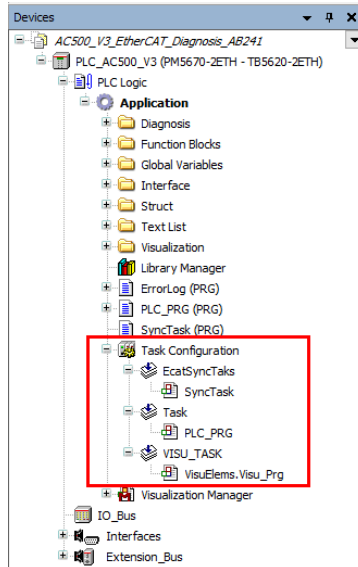 Devices
AC500_V3_EtherCAT_Diagnosis_AB241
PLC_AC500_V3 (PM5670-2ETH - TB5620-2ETH)
PLC Logic
Application
Diagnosis
Function Blocks
Global Variables
Interface
Struct
Text List
Visualization
Library Manager
ErrorLog (PRG)
PLC_PRG (PRG)
SyncTask (PRG)
Task Configuration
EcatSyncTaks
SyncTask
Task
PLC_PRG
VISU_TASK
VisuElems.Visu_Prg
Visualization Manager
IO_Bus
Interfaces
Extension_Bus